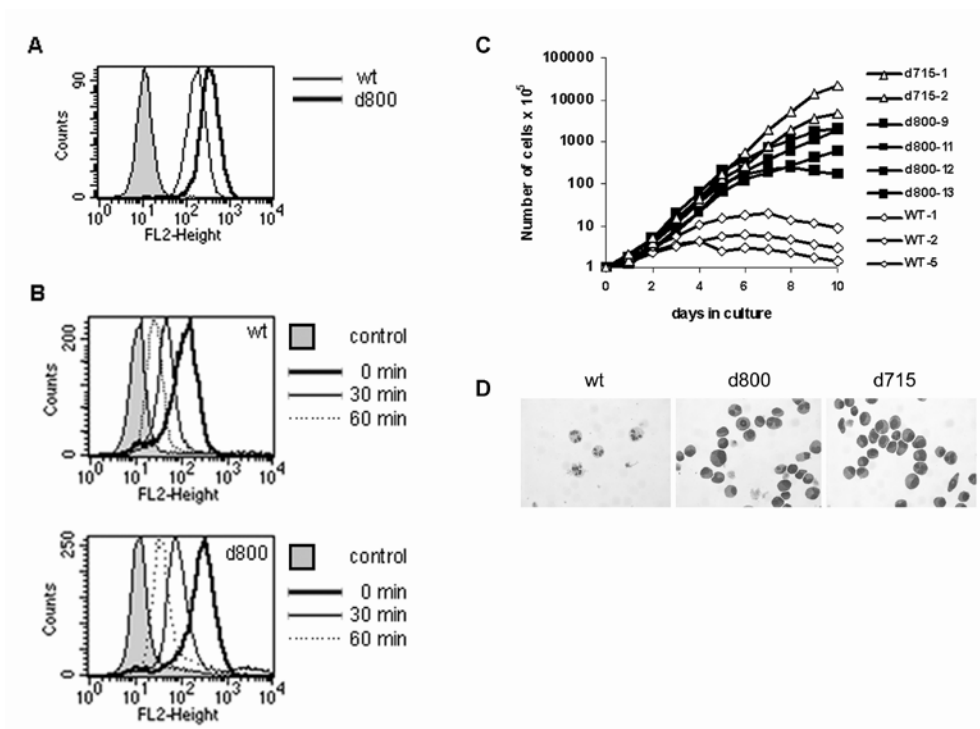 A
90
Counts
0
10^0 10^1 10^2 10^3 10^4
FL2-Height
wt
d800
B
200
wt
Counts
0
10^0 10^1 10^2 10^3 10^4
FL2-Height
control
0 min
30 min
60 min
250
d800
Counts
0
10^0 10^1 10^2 10^3 10^4
FL2-Height
control
0 min
30 min
60 min
C
Number of cells x 10^5
100000
10000
1000
100
10
1
0 2 4 6 8 10
days in culture
d715-1
d715-2
d800-9
d800-11
d800-12
d800-13
WT-1
WT-2
WT-5
D
wt d800 d715